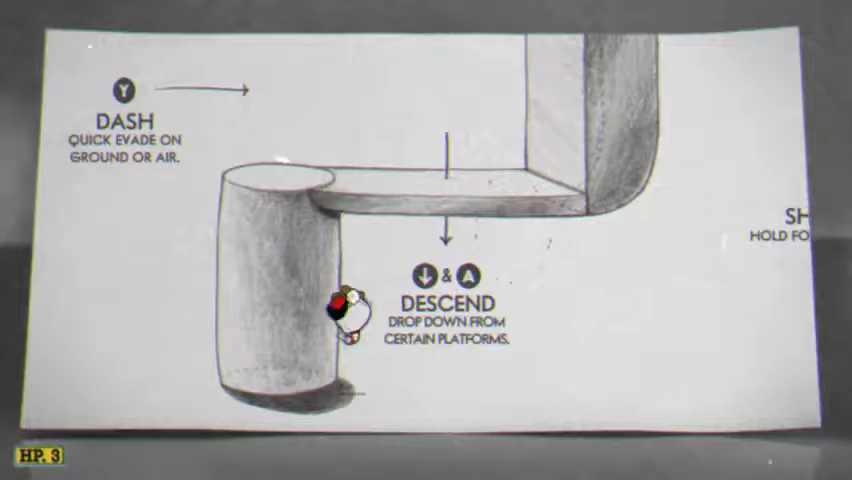 Y
DASH
QUICK EVADE ON
GROUND OR AIR.
SH
HOLD FO
↓ & A
DESCEND
DROP DOWN FROM
CERTAIN PLATFORMS.
HP. 3